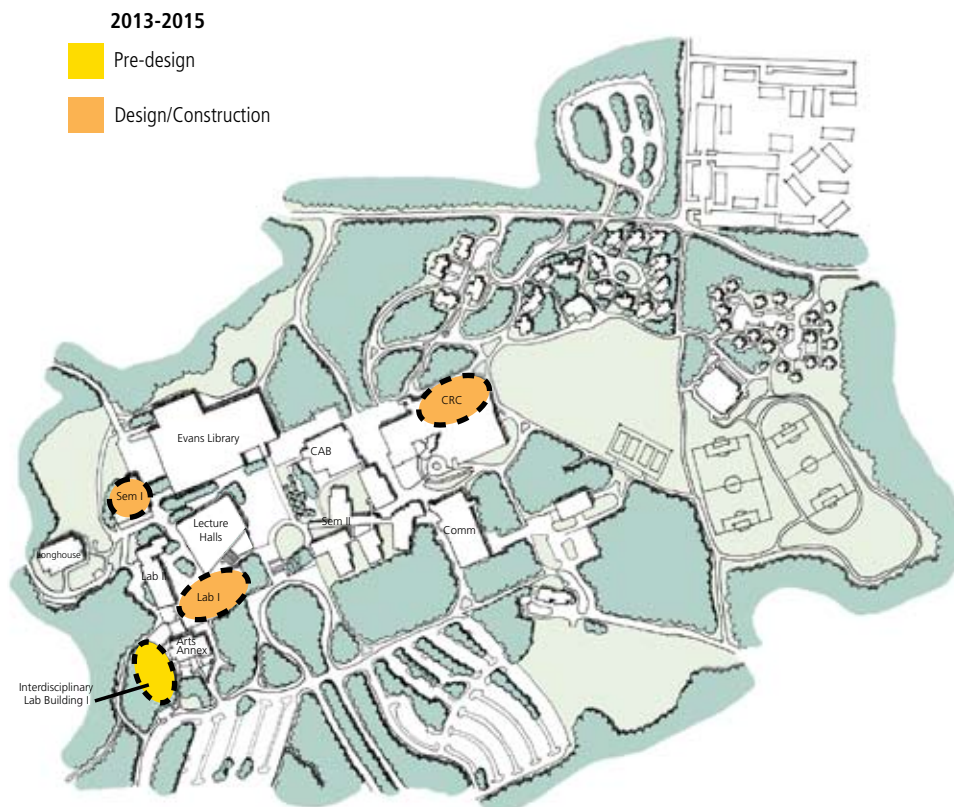 2013-2015
Pre-design
Design/Construction
CRC
Evans Library
CAB
Sem I
Lecture
Halls
Sem II
Comm
Longhouse
Lab II
Lab I
Arts
Annex
Interdisciplinary
Lab Building I